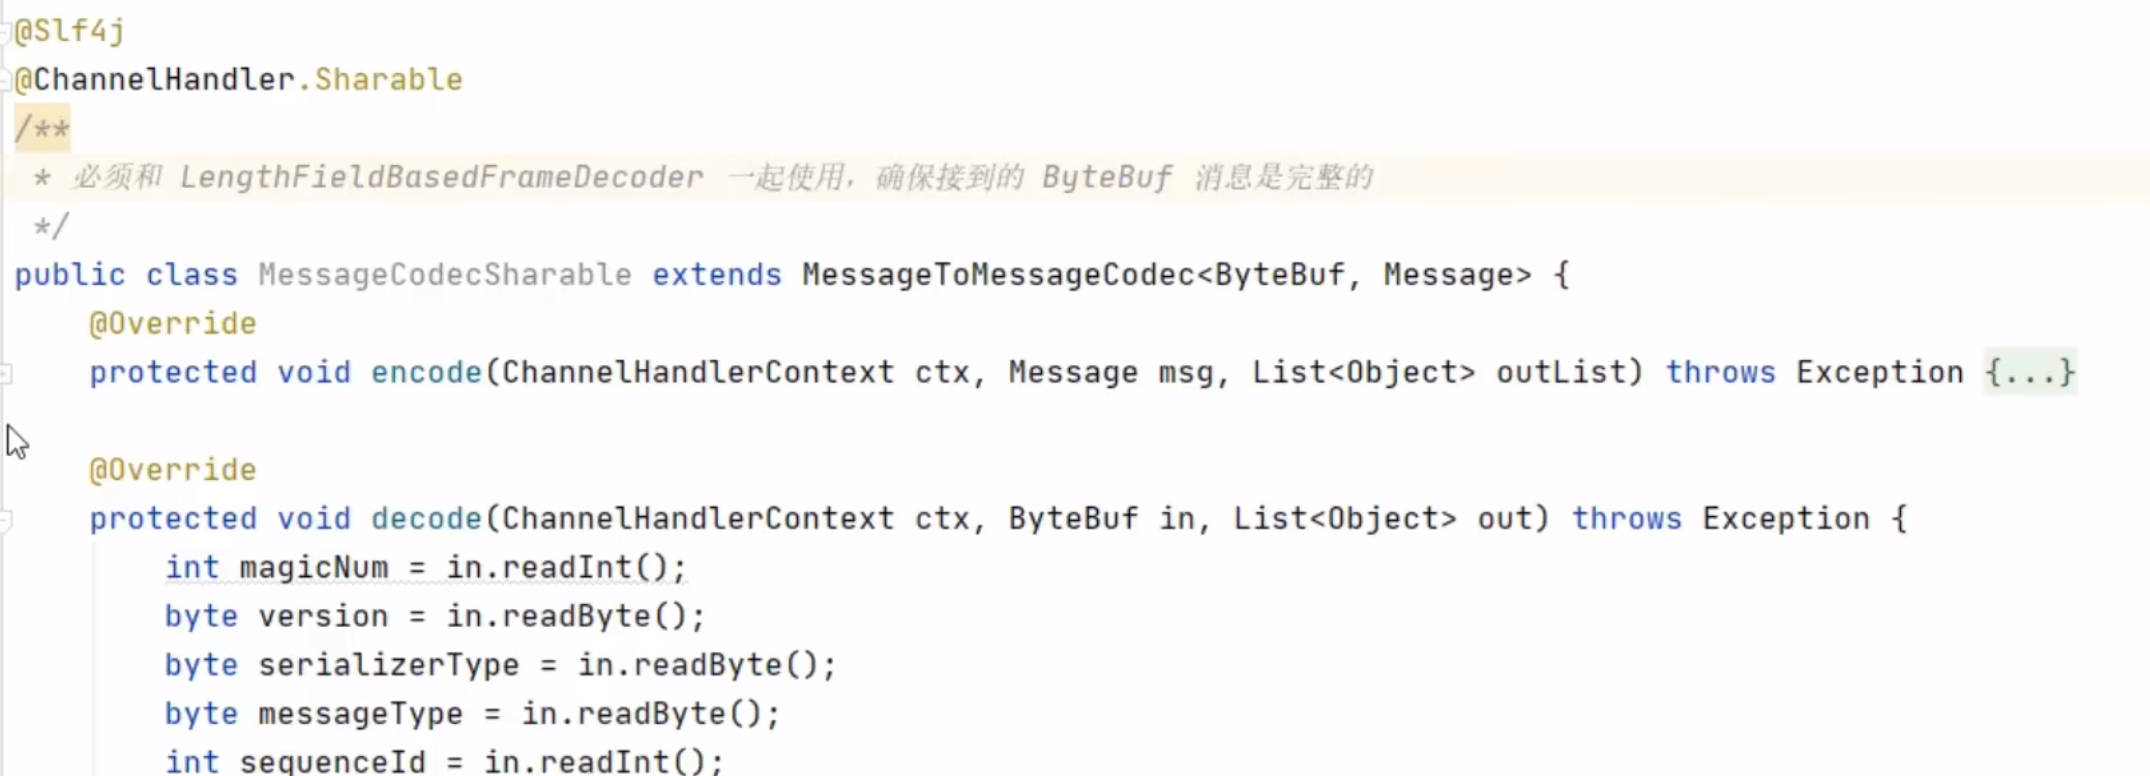 @Slf4j
@ChannelHandler.Sharable
/**
 * 必须和 LengthFieldBasedFrameDecoder 一起使用，确保接到的 ByteBuf 消息是完整的
 */
public class MessageCodecSharable extends MessageToMessageCodec<ByteBuf, Message> {
    @Override
    protected void encode(ChannelHandlerContext ctx, Message msg, List<Object> outList) throws Exception {...}
    @Override
    protected void decode(ChannelHandlerContext ctx, ByteBuf in, List<Object> out) throws Exception {
        int magicNum = in.readInt();
        byte version = in.readByte();
        byte serializerType = in.readByte();
        byte messageType = in.readByte();
        int sequenceId = in.readInt();